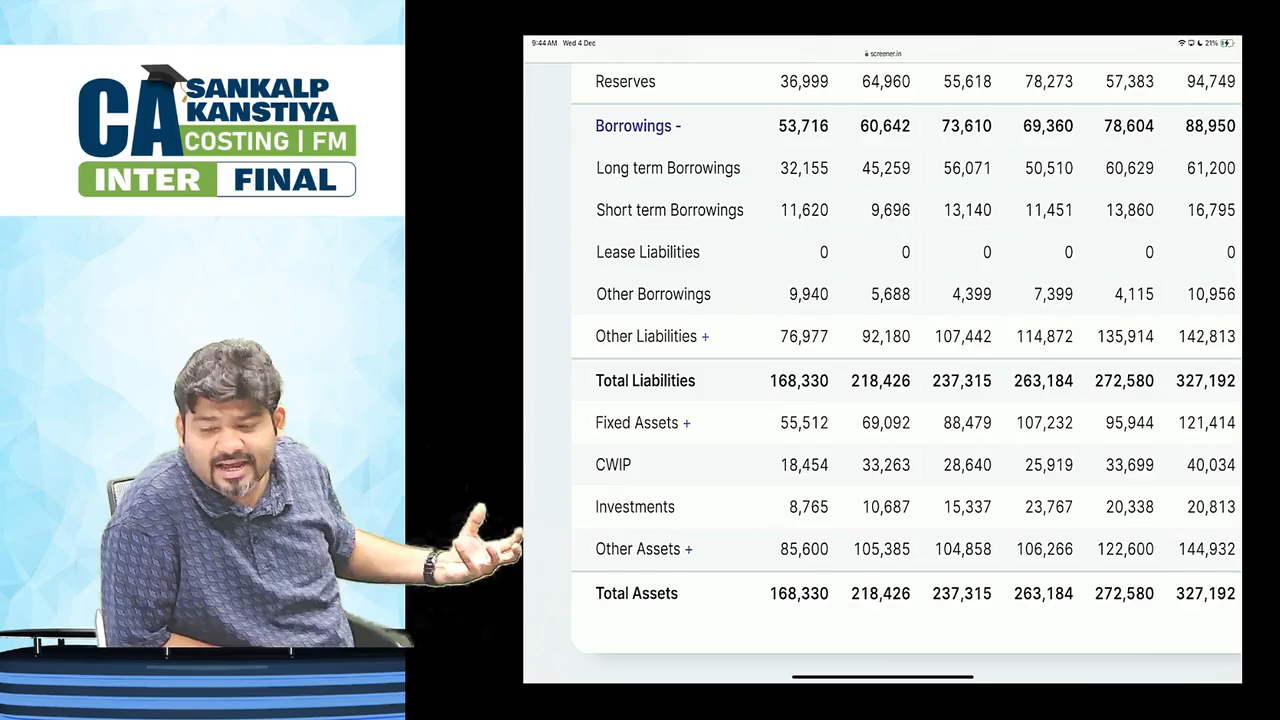 CA SANKALP
KANSTIYA
COSTING | FM
INTER FINAL
9:44 AM Wed 4 Dec
screener.in
21%
Reserves 36,999 64,960 55,618 78,273 57,383 94,749
Borrowings - 53,716 60,642 73,610 69,360 78,604 88,950
Long term Borrowings 32,155 45,259 56,071 50,510 60,629 61,200
Short term Borrowings 11,620 9,696 13,140 11,451 13,860 16,795
Lease Liabilities 0 0 0 0 0 0
Other Borrowings 9,940 5,688 4,399 7,399 4,115 10,956
Other Liabilities + 76,977 92,180 107,442 114,872 135,914 142,813
Total Liabilities 168,330 218,426 237,315 263,184 272,580 327,192
Fixed Assets + 55,512 69,092 88,479 107,232 95,944 121,414
CWIP 18,454 33,263 28,640 25,919 33,699 40,034
Investments 8,765 10,687 15,337 23,767 20,338 20,813
Other Assets + 85,600 105,385 104,858 106,266 122,600 144,932
Total Assets 168,330 218,426 237,315 263,184 272,580 327,192